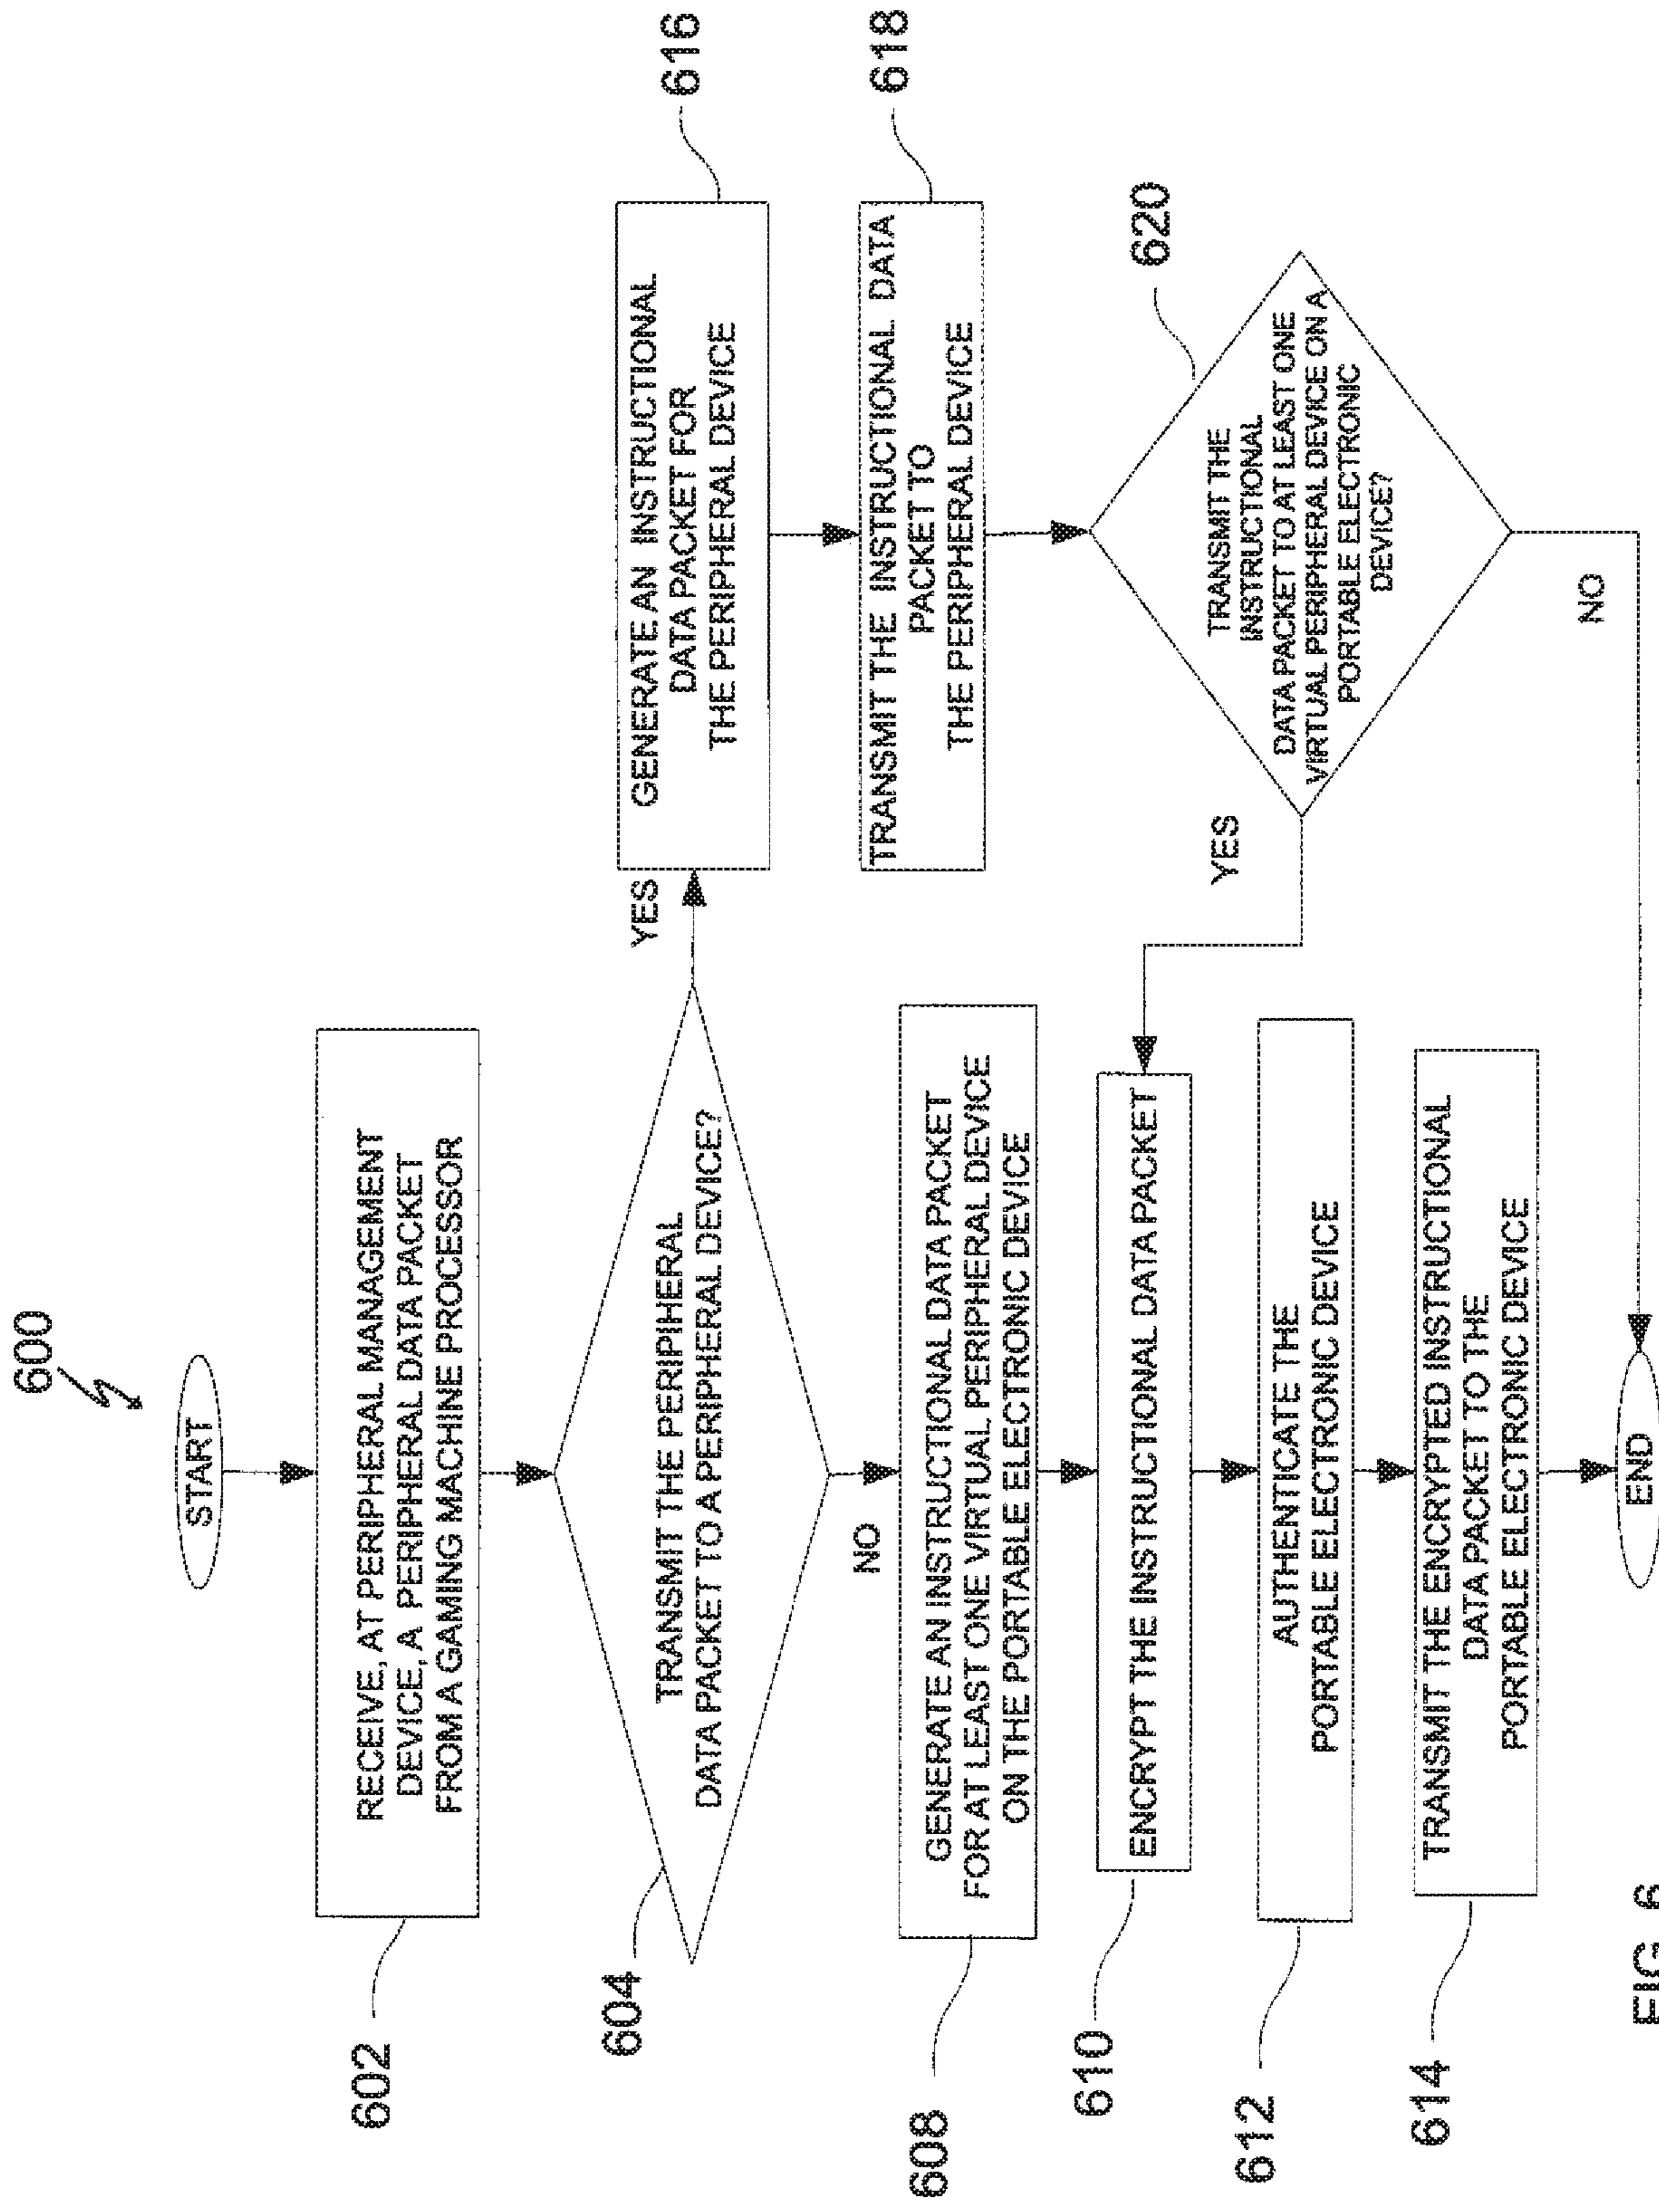 600
START
RECEIVE, AT PERIPHERAL MANAGEMENT
DEVICE, A PERIPHERAL DATA PACKET
FROM A GAMING MACHINE PROCESSOR
602
TRANSMIT THE PERIPIHERAL
DATA PACKET TO A PERIPHERAL DEVICE?
604
YES
NO
GENERATE AN INSTRUCTIONAL
DATA PACKET FOR
THE PERIPHERAL DEVICE
616
TRANSMIT THE INSTRUCTIONAL DATA
PACKET TO
THE PERIPHERAL DEVICE
618
TRANSMIT THE
INSTRUCTIONAL
DATA PACKET TO AT LEAST ONE
VIRTUAL PERIPHERAL DEVICE ON A
PORTABLE ELECTRONIC
DEVICE?
620
YES
NO
GENERATE AN INSTRUCTIONAL DATA PACKET
FOR AT LEAST ONE VIRTUAL PERIPHERAL DEVICE
ON THE PORTABLE ELECTRONIC DEVICE
608
ENCRYPT THE INSTRUCTIONAL DATA PACKET
610
AUTHENTICATE THE
PORTABLE ELECTRONIC DEVICE
612
TRANSMIT THE ENCRYPTED INSTRUCTIONAL
DATA PACKET TO THE
PORTABLE ELECTRONIC DEVICE
614
END
FIG. 6